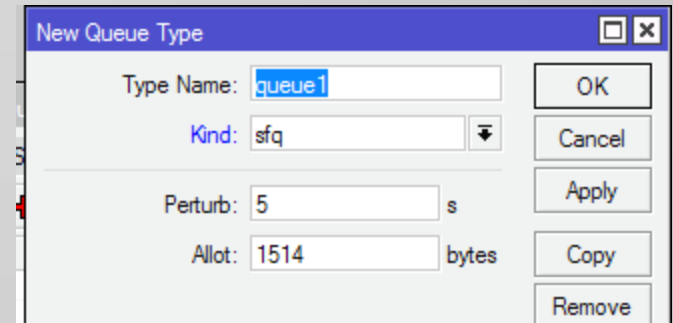 New Queue Type
Type Name: queue1
OK
Kind: sfq
Cancel
Apply
Perturb: 5 s
Allot: 1514 bytes
Copy
Remove